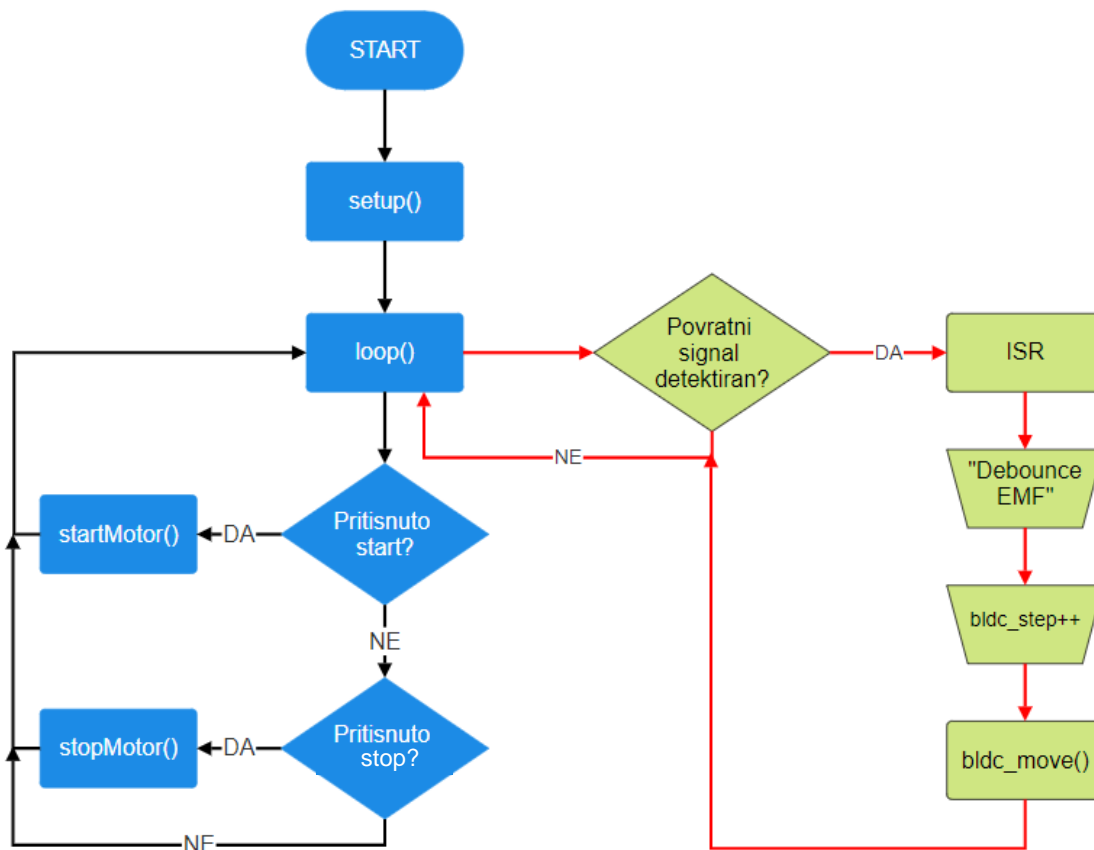 START
setup()
loop()
Povratni
signal
detektiran?
DA
ISR
NE
"Debounce
EMF"
startMotor()
DA
Pritisnuto
start?
NE
bldc_step++
stopMotor()
DA
Pritisnuto
stop?
bldc_move()
NE